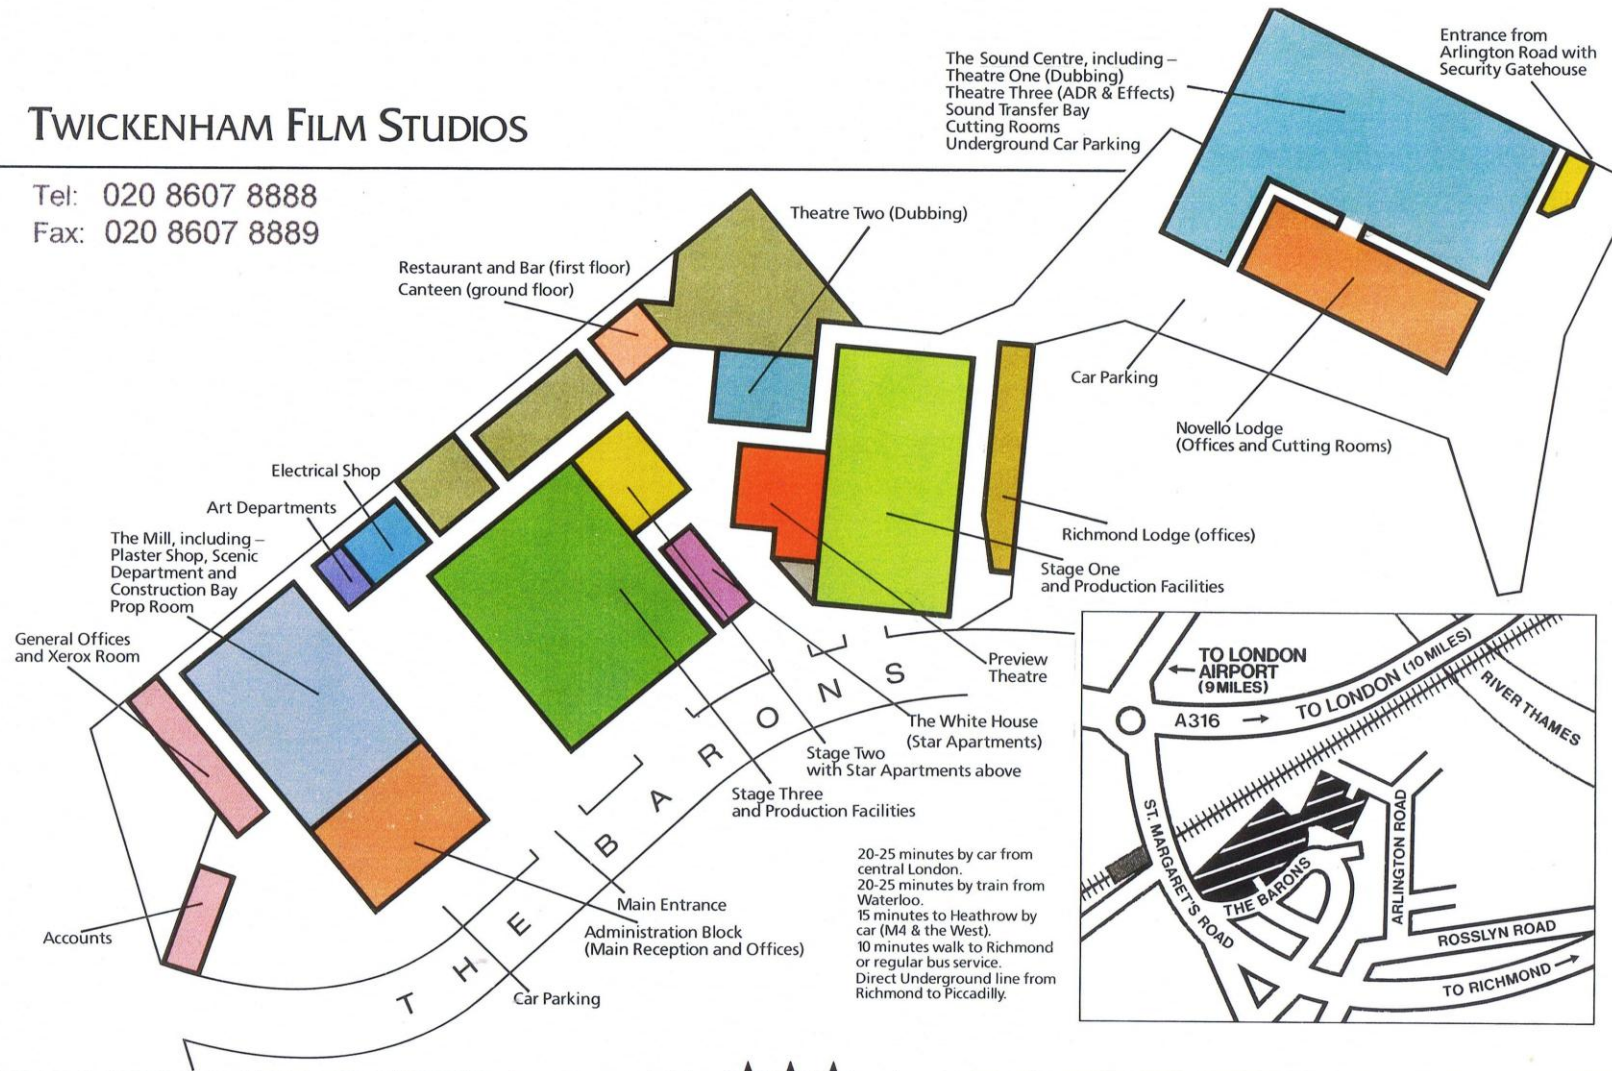 TWICKENHAM FILM STUDIOS
Tel: 020 8607 8888
Fax: 020 8607 8889
The Sound Centre, including –
Theatre One (Dubbing)
Theatre Three (ADR & Effects)
Sound Transfer Bay
Cutting Rooms
Underground Car Parking
Entrance from
Arlington Road with
Security Gatehouse
Theatre Two (Dubbing)
Restaurant and Bar (first floor)
Canteen (ground floor)
Car Parking
Novello Lodge
(Offices and Cutting Rooms)
Electrical Shop
Art Departments
The Mill, including –
Plaster Shop, Scenic
Department and
Construction Bay
Prop Room
General Offices
and Xerox Room
Richmond Lodge (offices)
Stage One
and Production Facilities
Preview
Theatre
The White House
(Star Apartments)
Stage Two
with Star Apartments above
Stage Three
and Production Facilities
Main Entrance
Administration Block
(Main Reception and Offices)
Accounts
Car Parking
THE BARONS
20-25 minutes by car from
central London.
20-25 minutes by train from
Waterloo.
15 minutes to Heathrow by
car (M4 & the West).
10 minutes walk to Richmond
or regular bus service.
Direct Underground line from
Richmond to Piccadilly.
TO LONDON
AIRPORT
(9 MILES)
A316
TO LONDON (10 MILES)
RIVER THAMES
ST. MARGARET'S ROAD
THE BARONS
ARLINGTON ROAD
ROSSLYN ROAD
TO RICHMOND